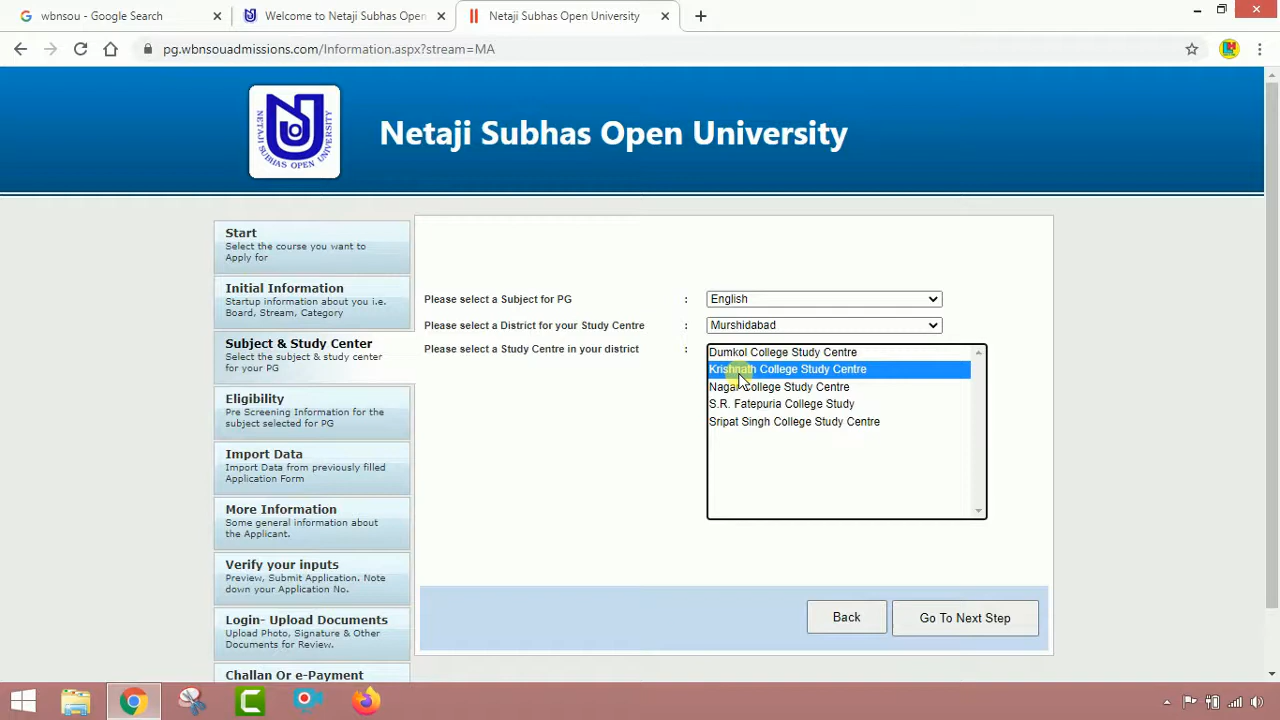 wbnsou - Google Search
Welcome to Netaji Subhas Open
Netaji Subhas Open University
pg.wbnsouadmissions.com/Information.aspx?stream=MA
NETAJI SUBHAS OPEN UNIVERSITY
Netaji Subhas Open University
Start
Select the course you want to
Apply for
Initial Information
Startup information about you i.e.
Board, Stream, Category
Subject & Study Center
Select the subject & study center
for your PG
Eligibility
Pre Screening Information for the
subject selected for PG
Import Data
Import Data from previously filled
Application Form
More Information
Some general information about
the Applicant.
Verify your inputs
Preview, Submit Application. Note
down your Application No.
Login- Upload Documents
Upload Photo, Signature & Other
Documents for Review.
Challan Or e-Payment
Please select a Subject for PG : English
Please select a District for your Study Centre : Murshidabad
Please select a Study Centre in your district :
Dumkol College Study Centre
Krishnath College Study Centre
Nagar College Study Centre
S.R. Fatepuria College Study
Sripat Singh College Study Centre
Back
Go To Next Step